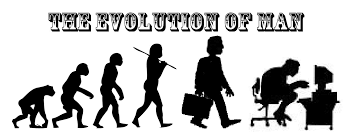 THE EVOLUTION OF MAN